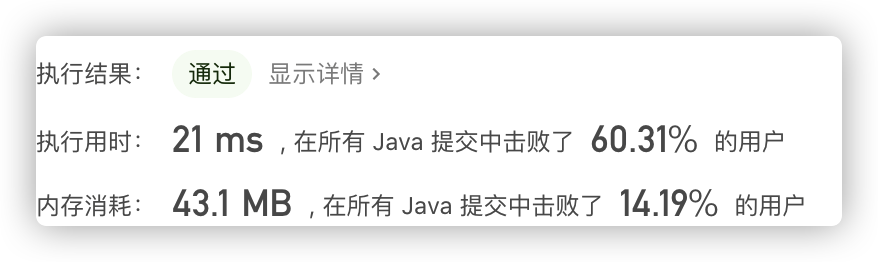 执行结果： 通过 显示详情 >
执行用时： 21 ms , 在所有 Java 提交中击败了 60.31% 的用户
内存消耗： 43.1 MB , 在所有 Java 提交中击败了 14.19% 的用户